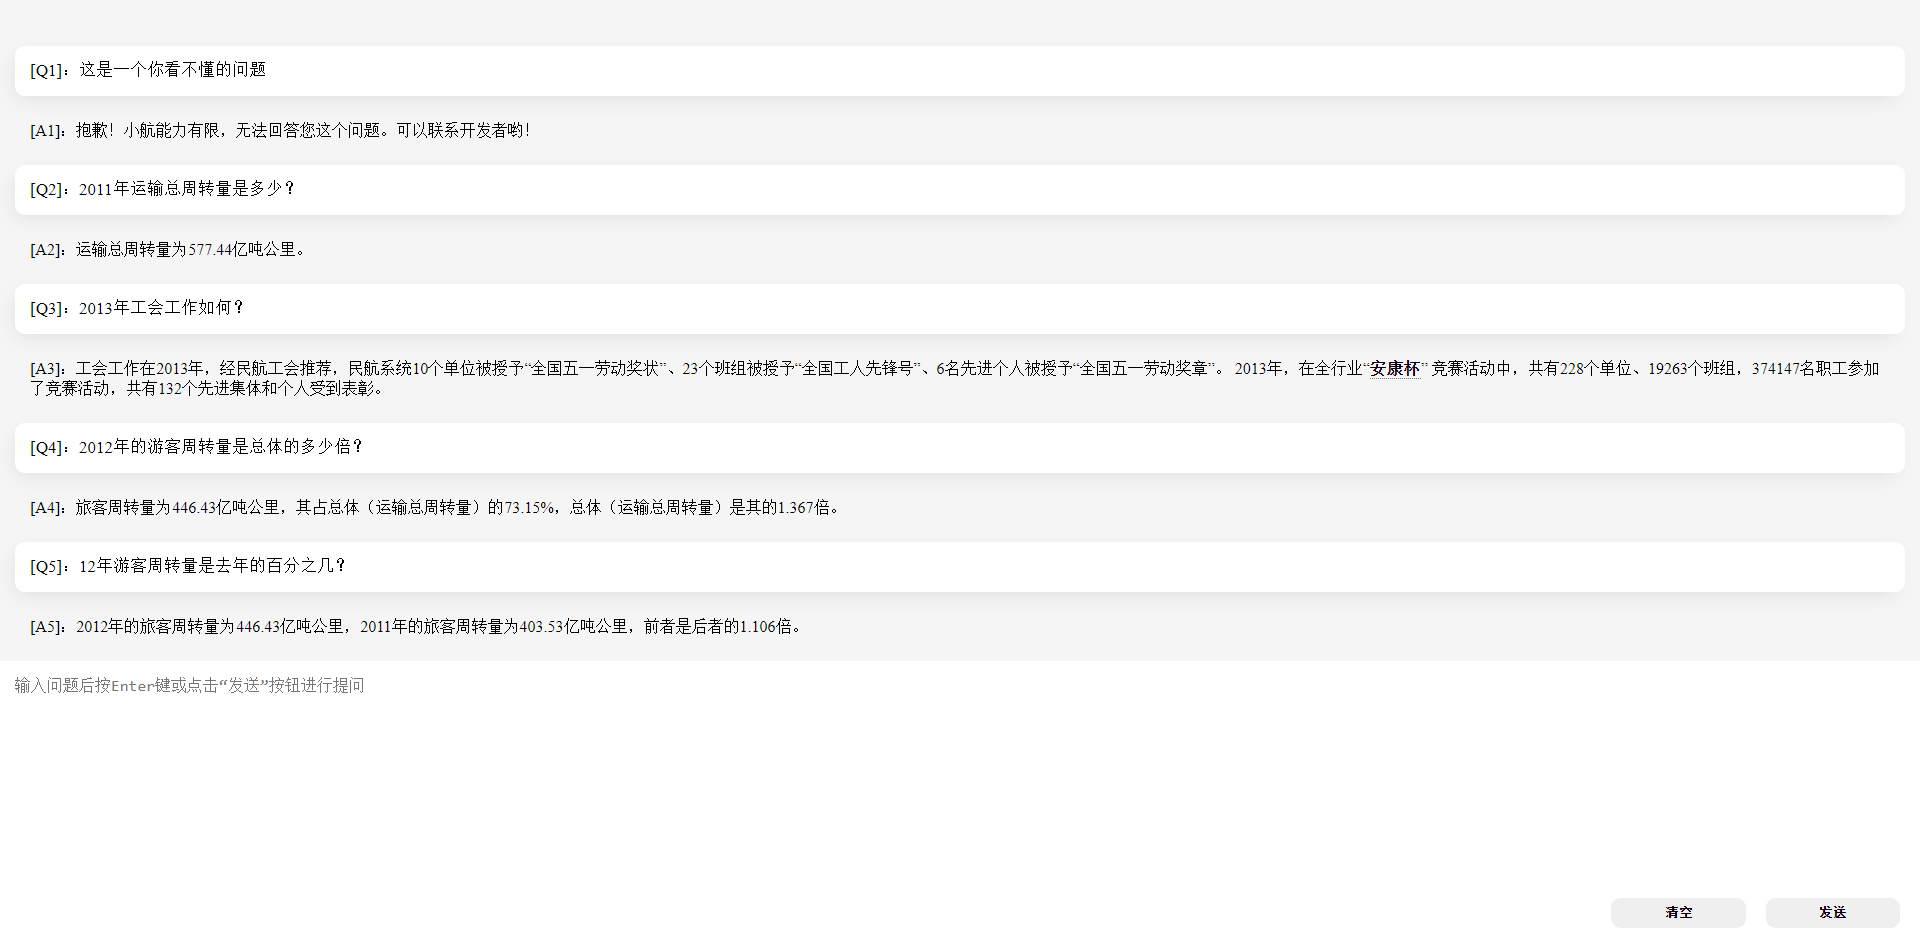 [Q1]：这是一个你看不懂的问题
[A1]：抱歉！小航能力有限，无法回答您这个问题。可以联系开发者哟！
[Q2]：2011年运输总周转量是多少？
[A2]：运输总周转量为577.44亿吨公里。
[Q3]：2013年工会工作如何？
[A3]：工会工作在2013年，经民航工会推荐，民航系统10个单位被授予“全国五一劳动奖状”、23个班组被授予“全国工人先锋号”、6名先进个人被授予“全国五一劳动奖章”。 2013年，在全行业“安康杯” 竞赛活动中，共有228个单位、19263个班组，374147名职工参加
了竞赛活动，共有132个先进集体和个人受到表彰。
[Q4]：2012年的游客周转量是总体的多少倍？
[A4]：旅客周转量为446.43亿吨公里，其占总体（运输总周转量）的73.15%，总体（运输总周转量）是其的1.367倍。
[Q5]：12年游客周转量是去年的百分之几？
[A5]：2012年的旅客周转量为446.43亿吨公里，2011年的旅客周转量为403.53亿吨公里，前者是后者的1.106倍。
输入问题后按Enter键或点击“发送”按钮进行提问
清空 发送